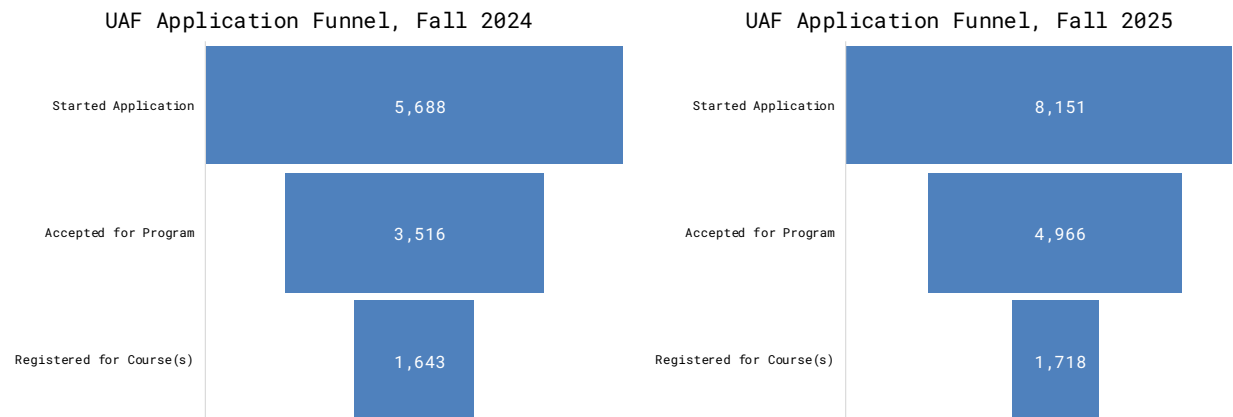 UAF Application Funnel, Fall 2024
Started Application
5,688
Accepted for Program
3,516
Registered for Course(s)
1,643
UAF Application Funnel, Fall 2025
Started Application
8,151
Accepted for Program
4,966
Registered for Course(s)
1,718